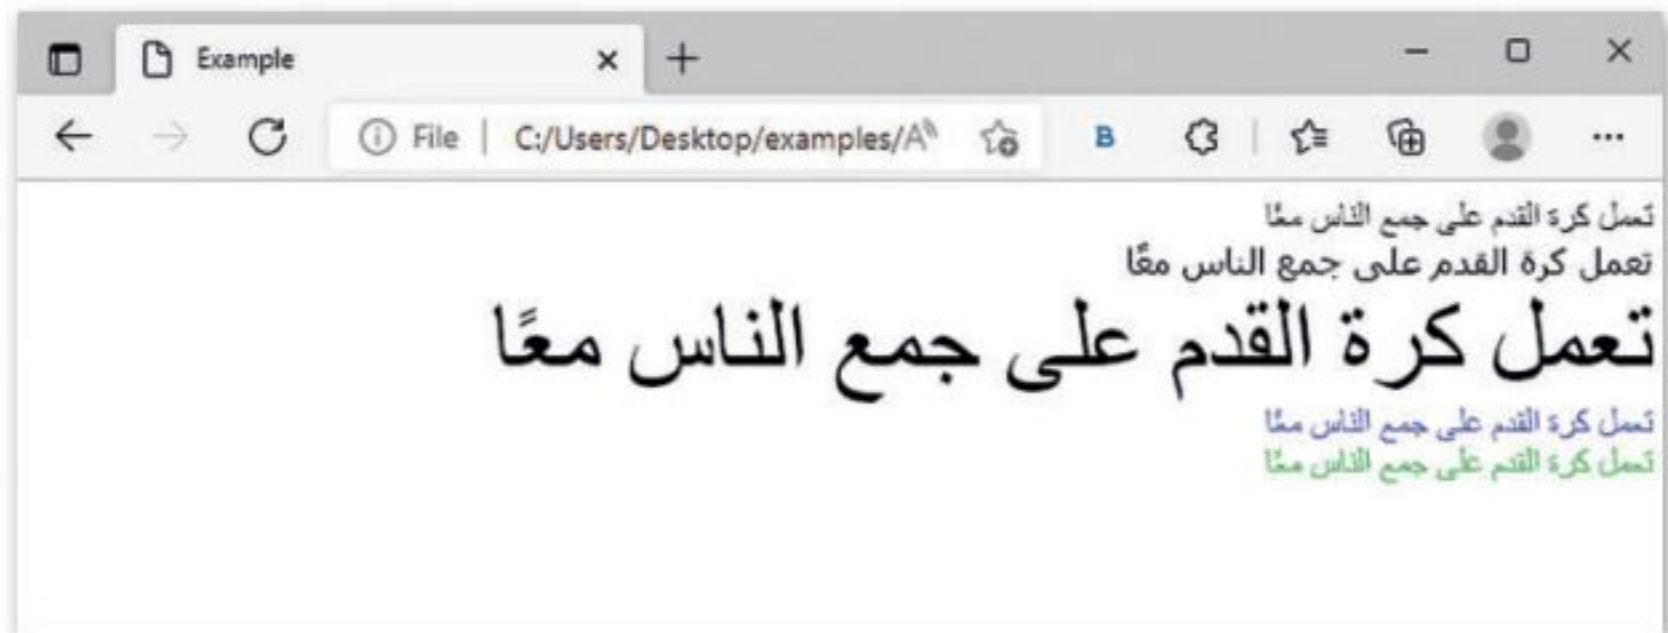 Example
File | C:/Users/Desktop/examples/
تعمل كرة القدم على جمع الناس معًا
تعمل كرة القدم على جمع الناس معًا
تعمل كرة القدم على جمع الناس معًا
تعمل كرة القدم على جمع الناس معًا
تعمل كرة القدم على جمع الناس معًا